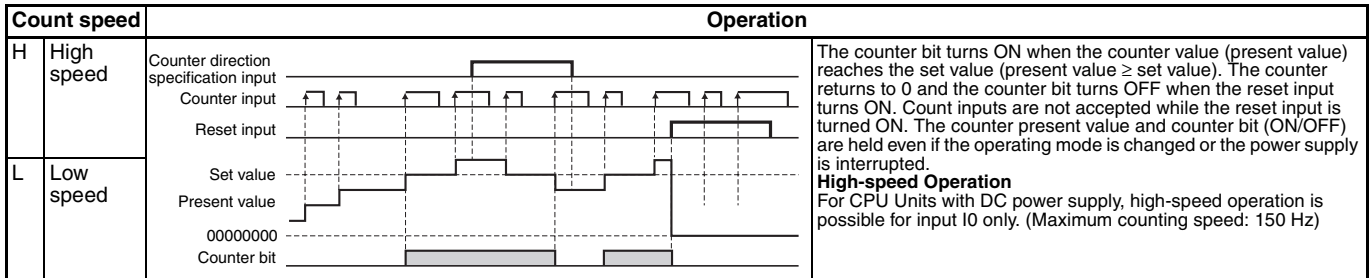 Count speed
Operation
H
High speed
L
Low speed
Counter direction
specification input
Counter input
Reset input
Set value
Present value
00000000
Counter bit
The counter bit turns ON when the counter value (present value)
reaches the set value (present value ≥ set value). The counter
returns to 0 and the counter bit turns OFF when the reset input
turns ON. Count inputs are not accepted while the reset input is
turned ON. The counter present value and counter bit (ON/OFF)
are held even if the operating mode is changed or the power supply
is interrupted.
High-speed Operation
For CPU Units with DC power supply, high-speed operation is
possible for input I0 only. (Maximum counting speed: 150 Hz)